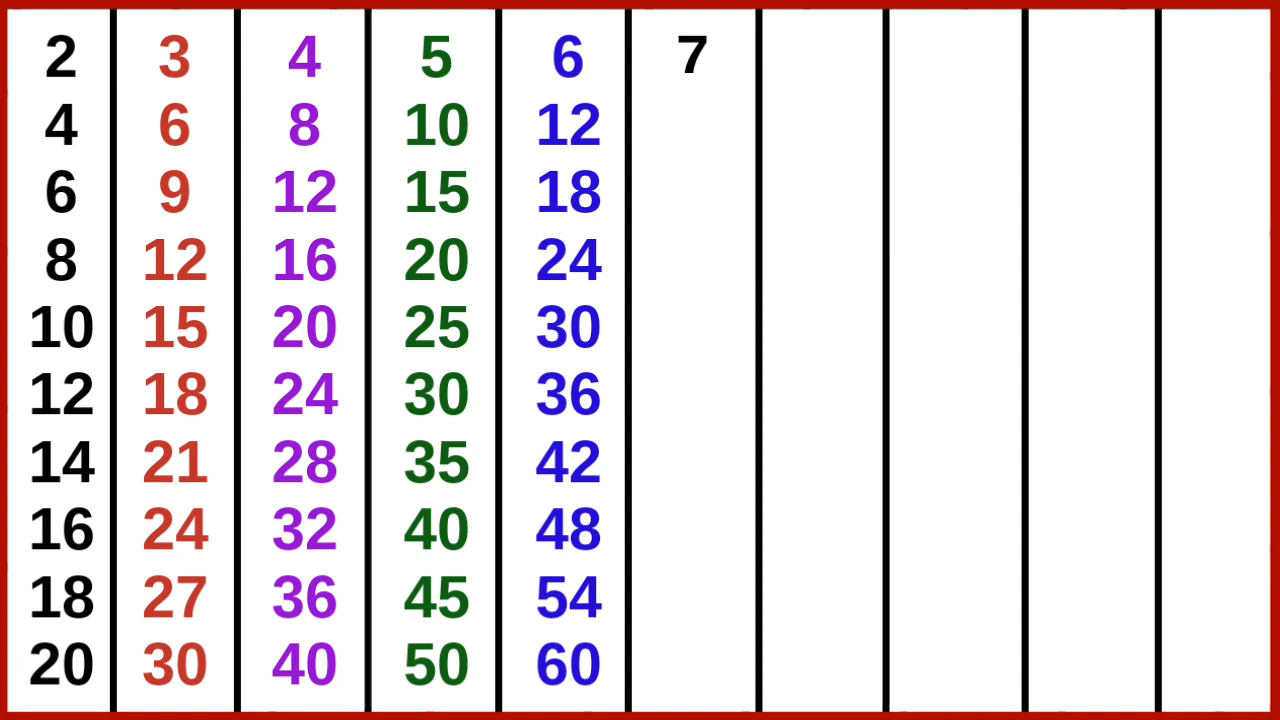 2 3 4 5 6 7
4 6 8 10 12
6 9 12 15 18
8 12 16 20 24
10 15 20 25 30
12 18 24 30 36
14 21 28 35 42
16 24 32 40 48
18 27 36 45 54
20 30 40 50 60